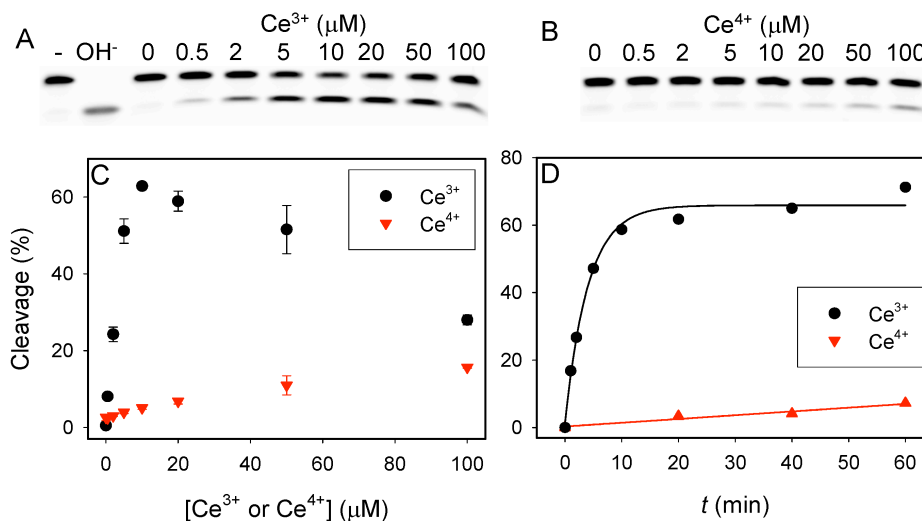 A
Ce³⁺ (μM)
- OH⁻ 0 0.5 2 5 10 20 50 100
B
Ce⁴⁺ (μM)
0 0.5 2 5 10 20 50 100
C
Ce³⁺
Ce⁴⁺
Cleavage (%)
60
40
20
0
0 20 40 60 80 100
[Ce³⁺ or Ce⁴⁺] (μM)
D
Ce³⁺
Ce⁴⁺
80
60
40
20
0
0 10 20 30 40 50 60
t (min)